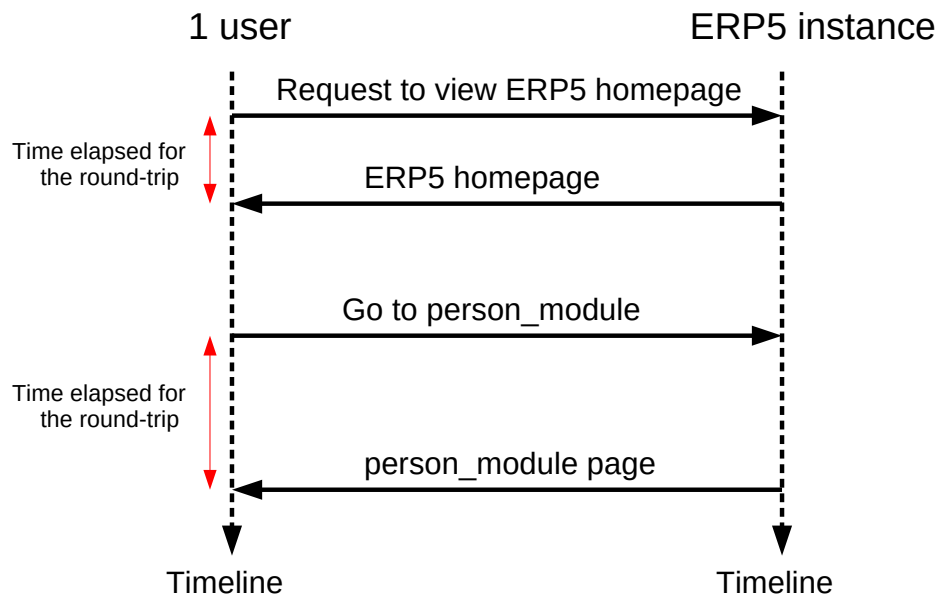 1 user
ERP5 instance
Request to view ERP5 homepage
Time elapsed for
the round-trip
ERP5 homepage
Go to person_module
Time elapsed for
the round-trip
person_module page
Timeline
Timeline